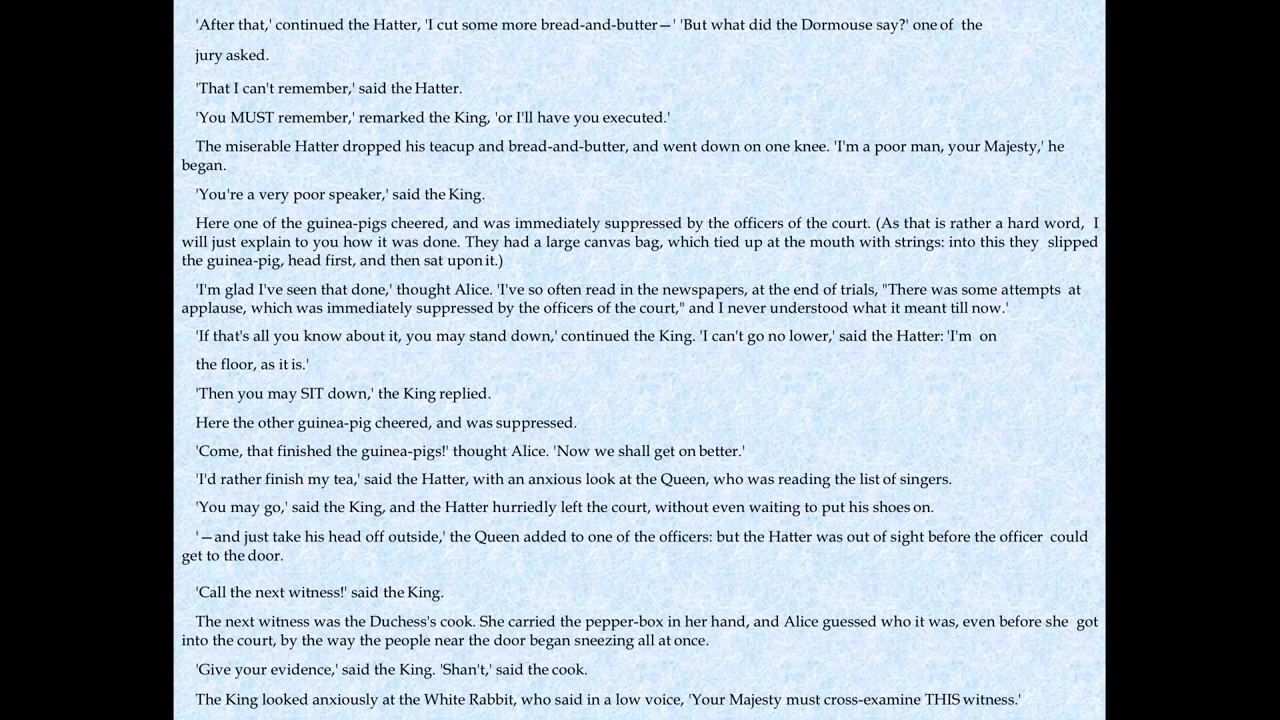 'After that,' continued the Hatter, 'I cut some more bread-and-butter—' 'But what did the Dormouse say?' one of the
jury asked.
'That I can't remember,' said the Hatter.
'You MUST remember,' remarked the King, 'or I'll have you executed.'
The miserable Hatter dropped his teacup and bread-and-butter, and went down on one knee. 'I'm a poor man, your Majesty,' he
began.
'You're a very poor speaker,' said the King.
Here one of the guinea-pigs cheered, and was immediately suppressed by the officers of the court. (As that is rather a hard word, I
will just explain to you how it was done. They had a large canvas bag, which tied up at the mouth with strings: into this they slipped
the guinea-pig, head first, and then sat upon it.)
'I'm glad I've seen that done,' thought Alice. 'I've so often read in the newspapers, at the end of trials, "There was some attempts at
applause, which was immediately suppressed by the officers of the court," and I never understood what it meant till now.'
'If that's all you know about it, you may stand down,' continued the King. 'I can't go no lower,' said the Hatter: 'I'm on
the floor, as it is.'
'Then you may SIT down,' the King replied.
Here the other guinea-pig cheered, and was suppressed.
'Come, that finished the guinea-pigs!' thought Alice. 'Now we shall get on better.'
'I'd rather finish my tea,' said the Hatter, with an anxious look at the Queen, who was reading the list of singers.
'You may go,' said the King, and the Hatter hurriedly left the court, without even waiting to put his shoes on.
'—and just take his head off outside,' the Queen added to one of the officers: but the Hatter was out of sight before the officer could
get to the door.
'Call the next witness!' said the King.
The next witness was the Duchess's cook. She carried the pepper-box in her hand, and Alice guessed who it was, even before she got
into the court, by the way the people near the door began sneezing all at once.
'Give your evidence,' said the King. 'Shan't,' said the cook.
The King looked anxiously at the White Rabbit, who said in a low voice, 'Your Majesty must cross-examine THIS witness.'